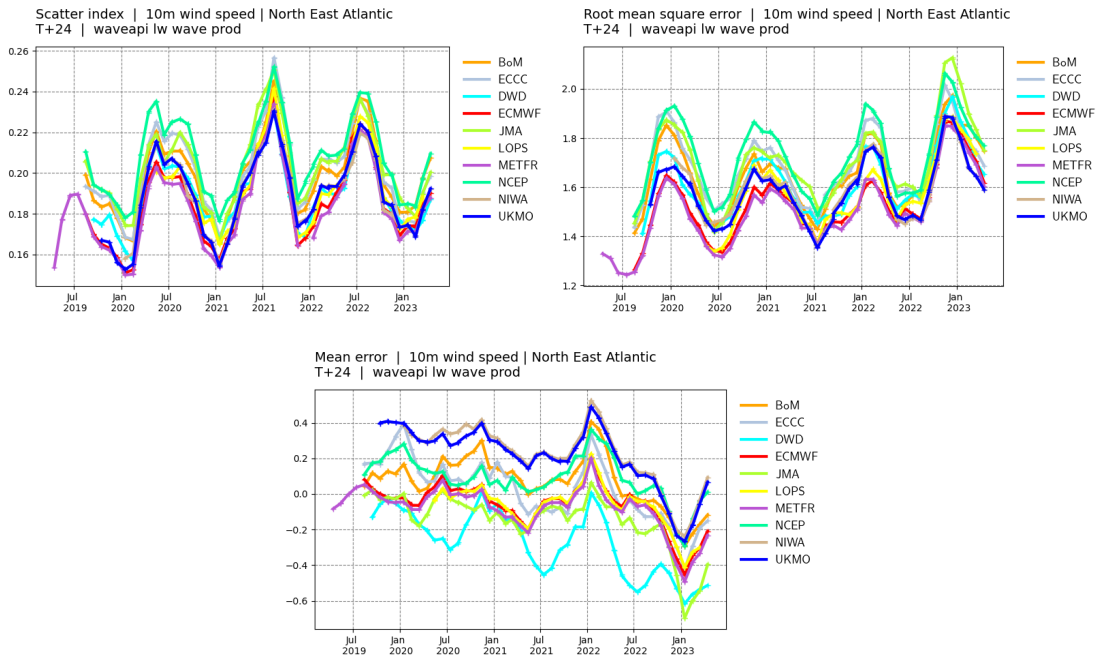 Scatter index | 10m wind speed | North East Atlantic
T+24 | waveapi lw wave prod
0.26
0.24
0.22
0.20
0.18
0.16
Jul
2019
Jan
2020
Jul
2020
Jan
2021
Jul
2021
Jan
2022
Jul
2022
Jan
2023
BoM
ECCC
DWD
ECMWF
JMA
LOPS
METFR
NCEP
NIWA
UKMO
Root mean square error | 10m wind speed | North East Atlantic
T+24 | waveapi lw wave prod
2.0
1.8
1.6
1.4
1.2
Jul
2019
Jan
2020
Jul
2020
Jan
2021
Jul
2021
Jan
2022
Jul
2022
Jan
2023
BoM
ECCC
DWD
ECMWF
JMA
LOPS
METFR
NCEP
NIWA
UKMO
Mean error | 10m wind speed | North East Atlantic
T+24 | waveapi lw wave prod
0.4
0.2
0.0
−0.2
−0.4
−0.6
Jul
2019
Jan
2020
Jul
2020
Jan
2021
Jul
2021
Jan
2022
Jul
2022
Jan
2023
BoM
ECCC
DWD
ECMWF
JMA
LOPS
METFR
NCEP
NIWA
UKMO